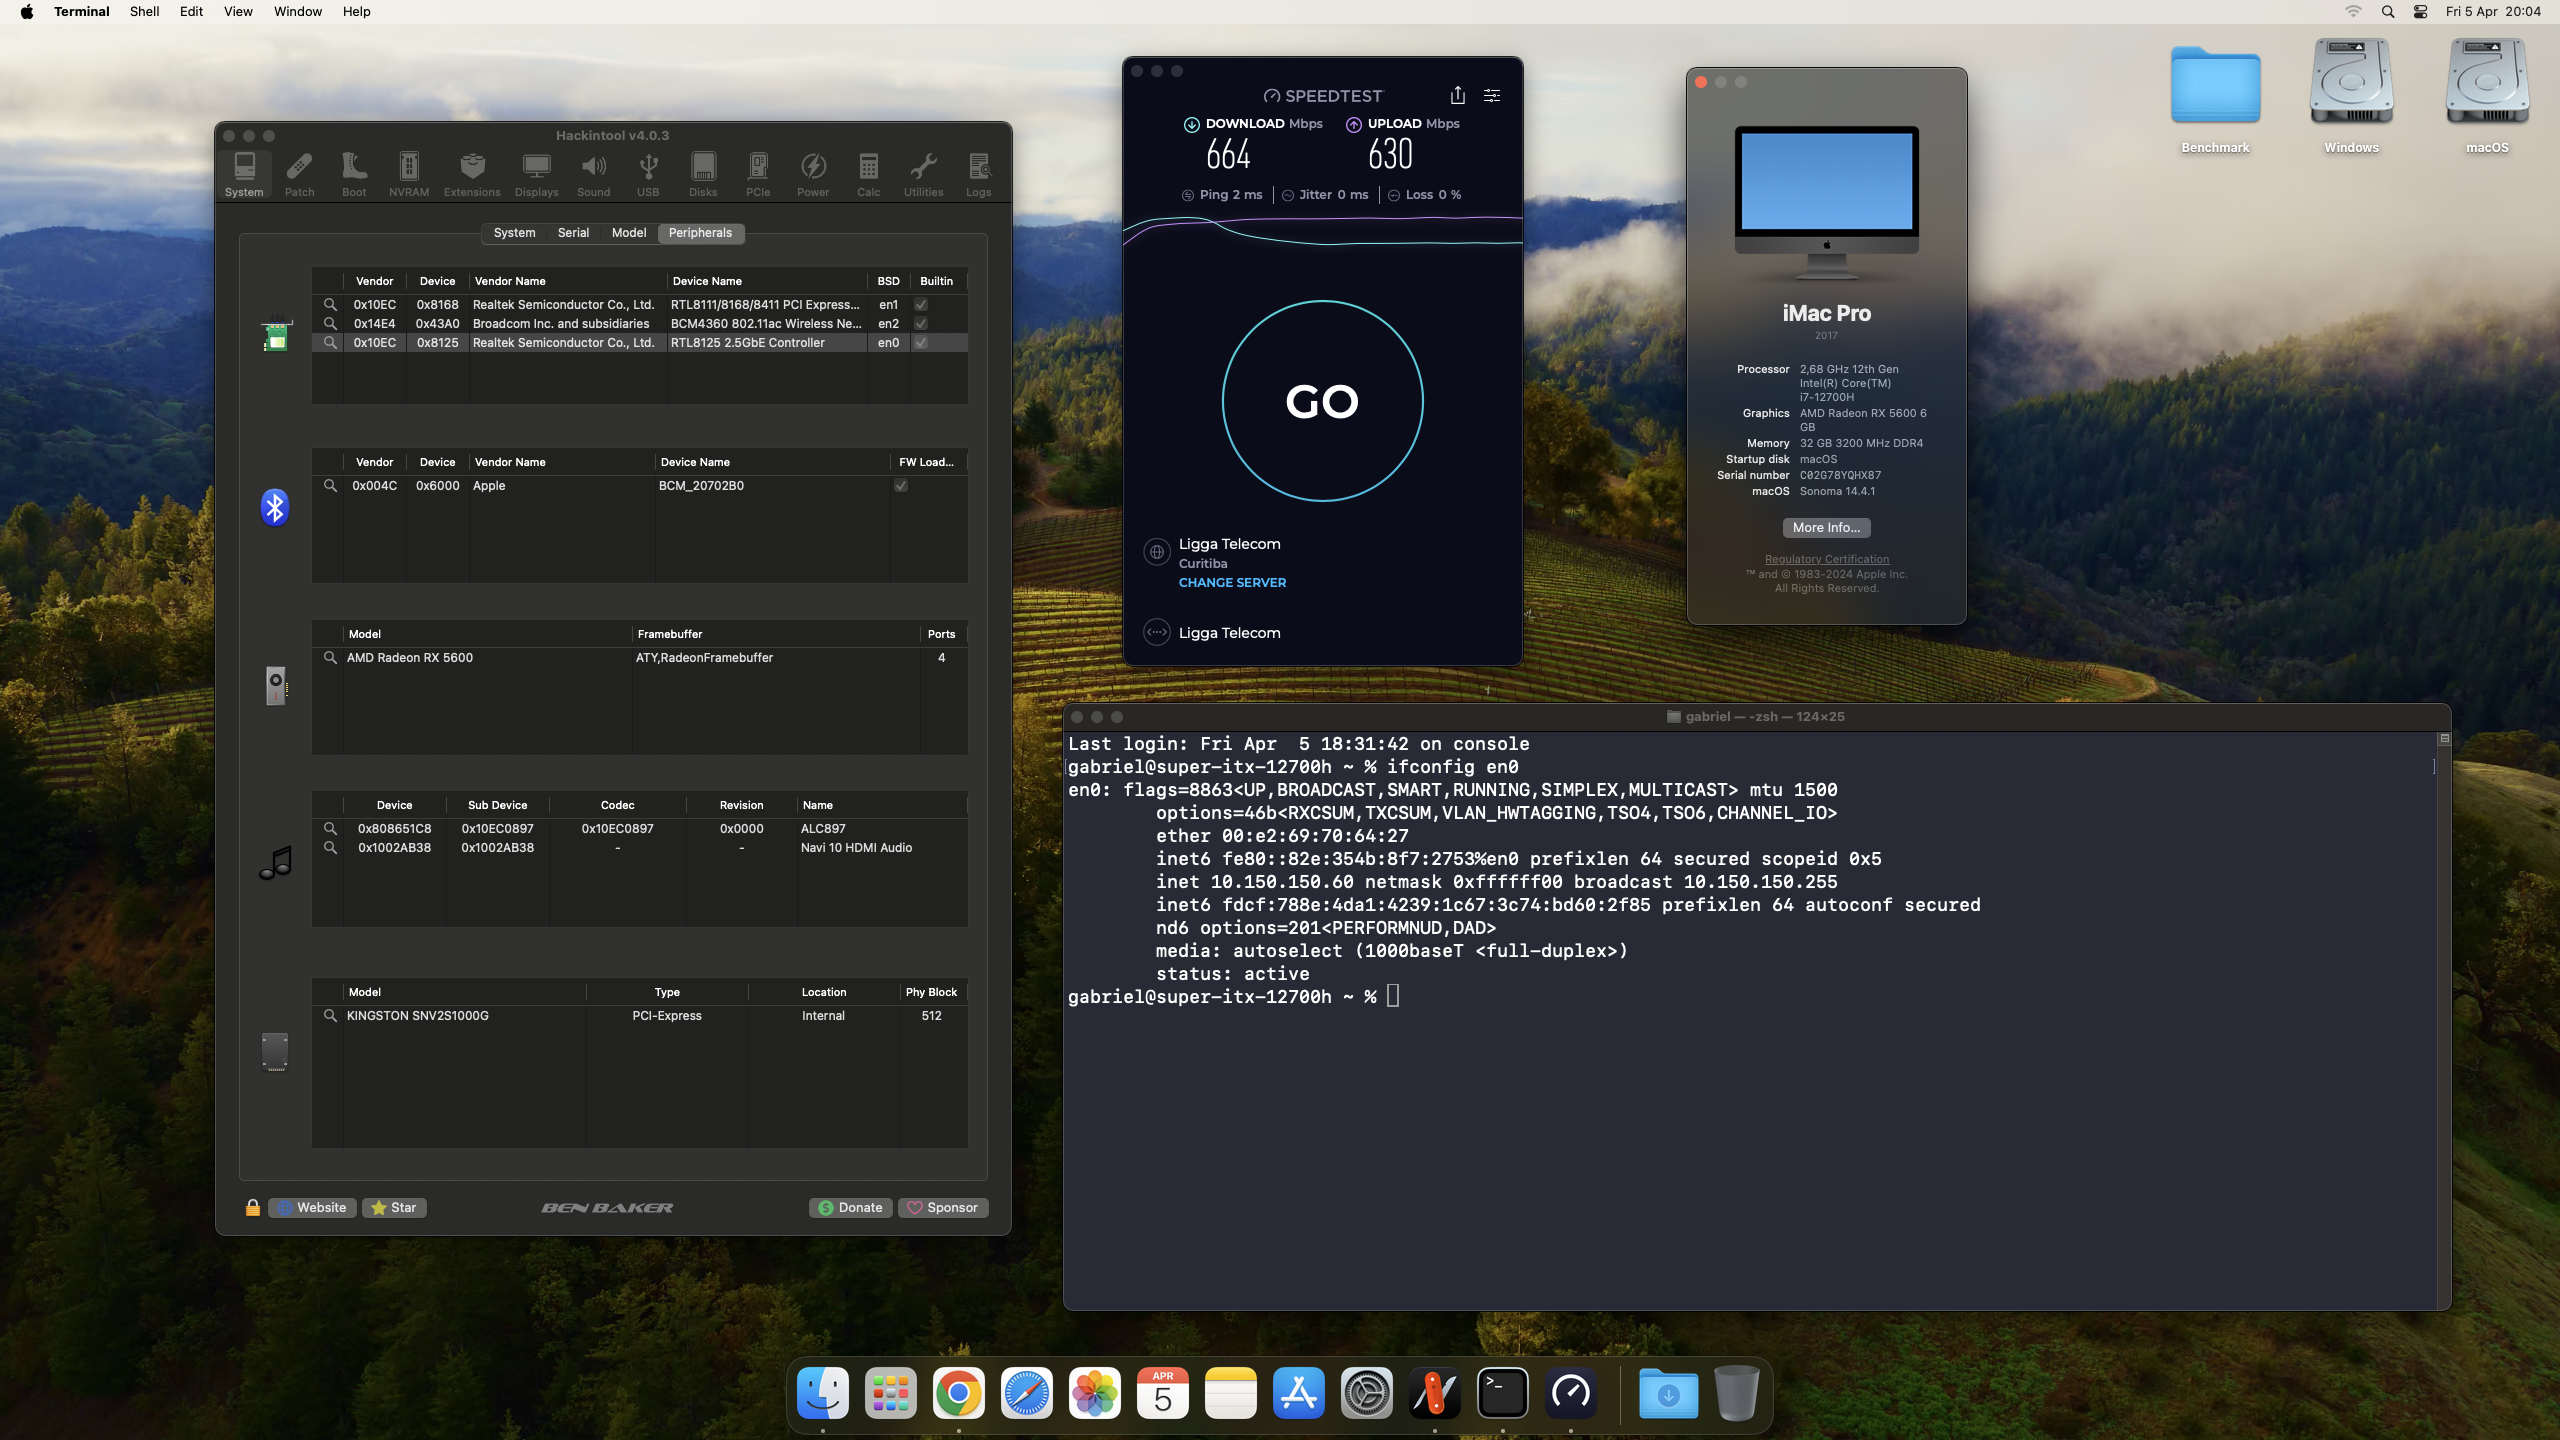 Terminal Shell Edit View Window Help
Fri 5 Apr 20:04
Benchmark
Windows
macOS
Hackintool v4.0.3
System Patch Boot NVRAM Extensions Displays Sound USB Disks PCIe Power Calc Utilities Logs
System Serial Model Peripherals
Vendor Device Vendor Name Device Name BSD Builtin
0x10EC 0x8168 Realtek Semiconductor Co., Ltd. RTL8111/8168/8411 PCI Express... en1
0x14E4 0x43A0 Broadcom Inc. and subsidiaries BCM4360 802.11ac Wireless Ne... en2
0x10EC 0x8125 Realtek Semiconductor Co., Ltd. RTL8125 2.5GbE Controller en0
Vendor Device Vendor Name Device Name FW Load...
0x004C 0x6000 Apple BCM_20702B0
Model Framebuffer Ports
AMD Radeon RX 5600 ATY,RadeonFramebuffer 4
Device Sub Device Codec Revision Name
0x808651C8 0x10EC0897 0x10EC0897 0x0000 ALC897
0x1002AB38 0x1002AB38 - - Navi 10 HDMI Audio
Model Type Location Phy Block
KINGSTON SNV2S1000G PCI-Express Internal 512
Website Star BEN BAKER Donate Sponsor
SPEEDTEST
DOWNLOAD Mbps UPLOAD Mbps
664 630
Ping 2 ms Jitter 0 ms Loss 0 %
GO
Ligga Telecom
Curitiba
CHANGE SERVER
Ligga Telecom
iMac Pro
2017
Processor 2,68 GHz 12th Gen
Intel(R) Core(TM)
i7-12700H
Graphics AMD Radeon RX 5600 6
GB
Memory 32 GB 3200 MHz DDR4
Startup disk macOS
Serial number C02G78YQHX87
macOS Sonoma 14.4.1
More Info...
Regulatory Certification
™ and © 1983-2024 Apple Inc.
All Rights Reserved.
gabriel — -zsh — 124×25
Last login: Fri Apr  5 18:31:42 on console
[gabriel@super-itx-12700h ~ % ifconfig en0 ]
en0: flags=8863<UP,BROADCAST,SMART,RUNNING,SIMPLEX,MULTICAST> mtu 1500
options=46b<RXCSUM,TXCSUM,VLAN_HWTAGGING,TSO4,TSO6,CHANNEL_IO>
ether 00:e2:69:70:64:27
inet6 fe80::82e:354b:8f7:2753%en0 prefixlen 64 secured scopeid 0x5
inet 10.150.150.60 netmask 0xffffff00 broadcast 10.150.150.255
inet6 fdcf:788e:4da1:4239:1c67:3c74:bd60:2f85 prefixlen 64 autoconf secured
nd6 options=201<PERFORMNUD,DAD>
media: autoselect (1000baseT <full-duplex>)
status: active
gabriel@super-itx-12700h ~ %
APR
5
>_